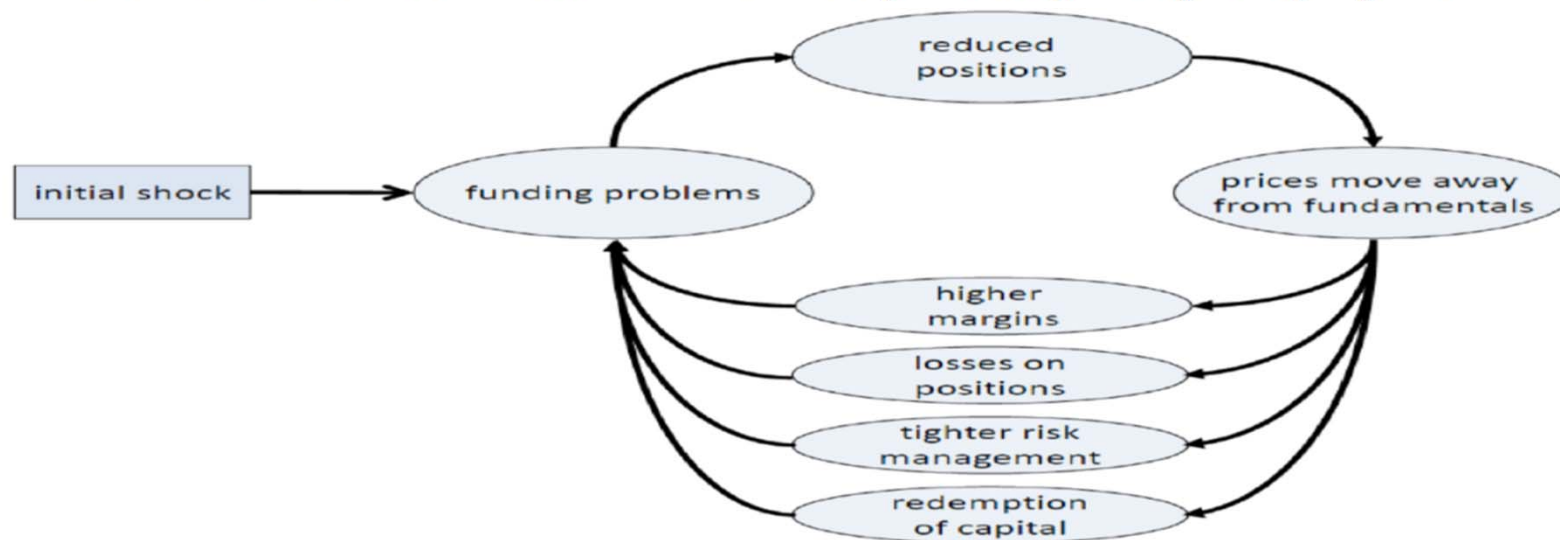 reduced
positions
initial shock
funding problems
prices move away
from fundamentals
higher
margins
losses on
positions
tighter risk
management
redemption
of capital